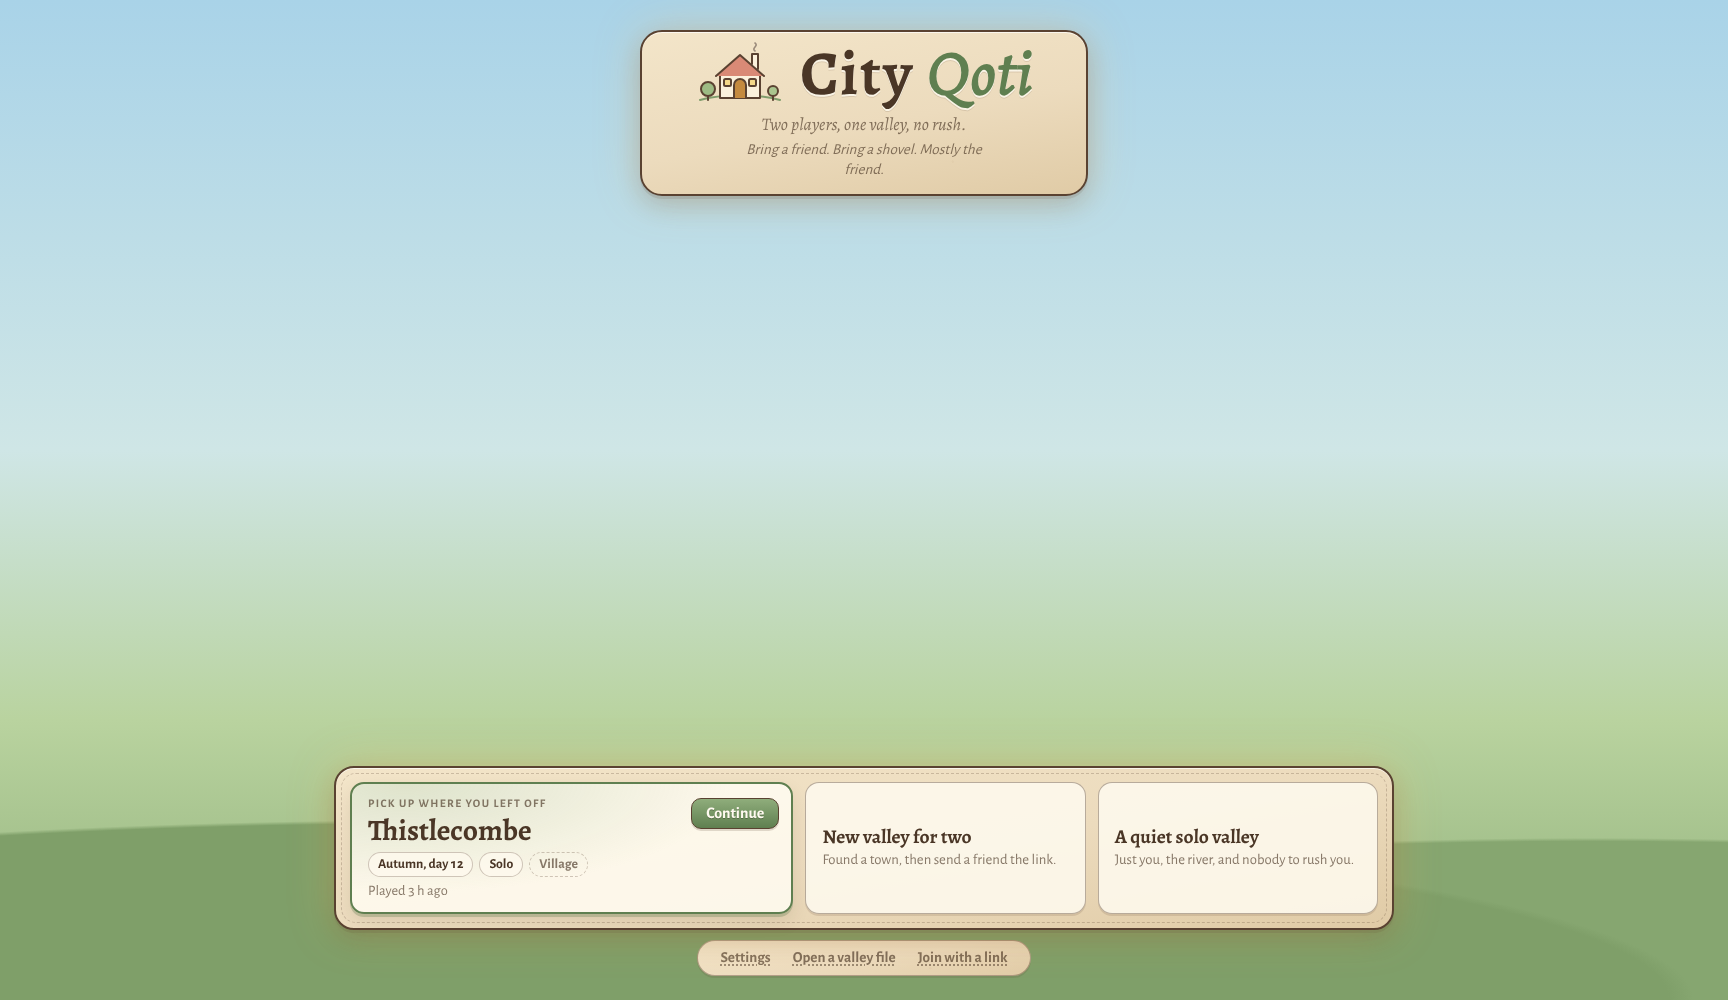 City Qoti
Two players, one valley, no rush.
Bring a friend. Bring a shovel. Mostly the
friend.
PICK UP WHERE YOU LEFT OFF
Continue
Thistlecombe
Autumn, day 12
Solo
Village
Played 3 h ago
New valley for two
Found a town, then send a friend the link.
A quiet solo valley
Just you, the river, and nobody to rush you.
Settings
Open a valley file
Join with a link